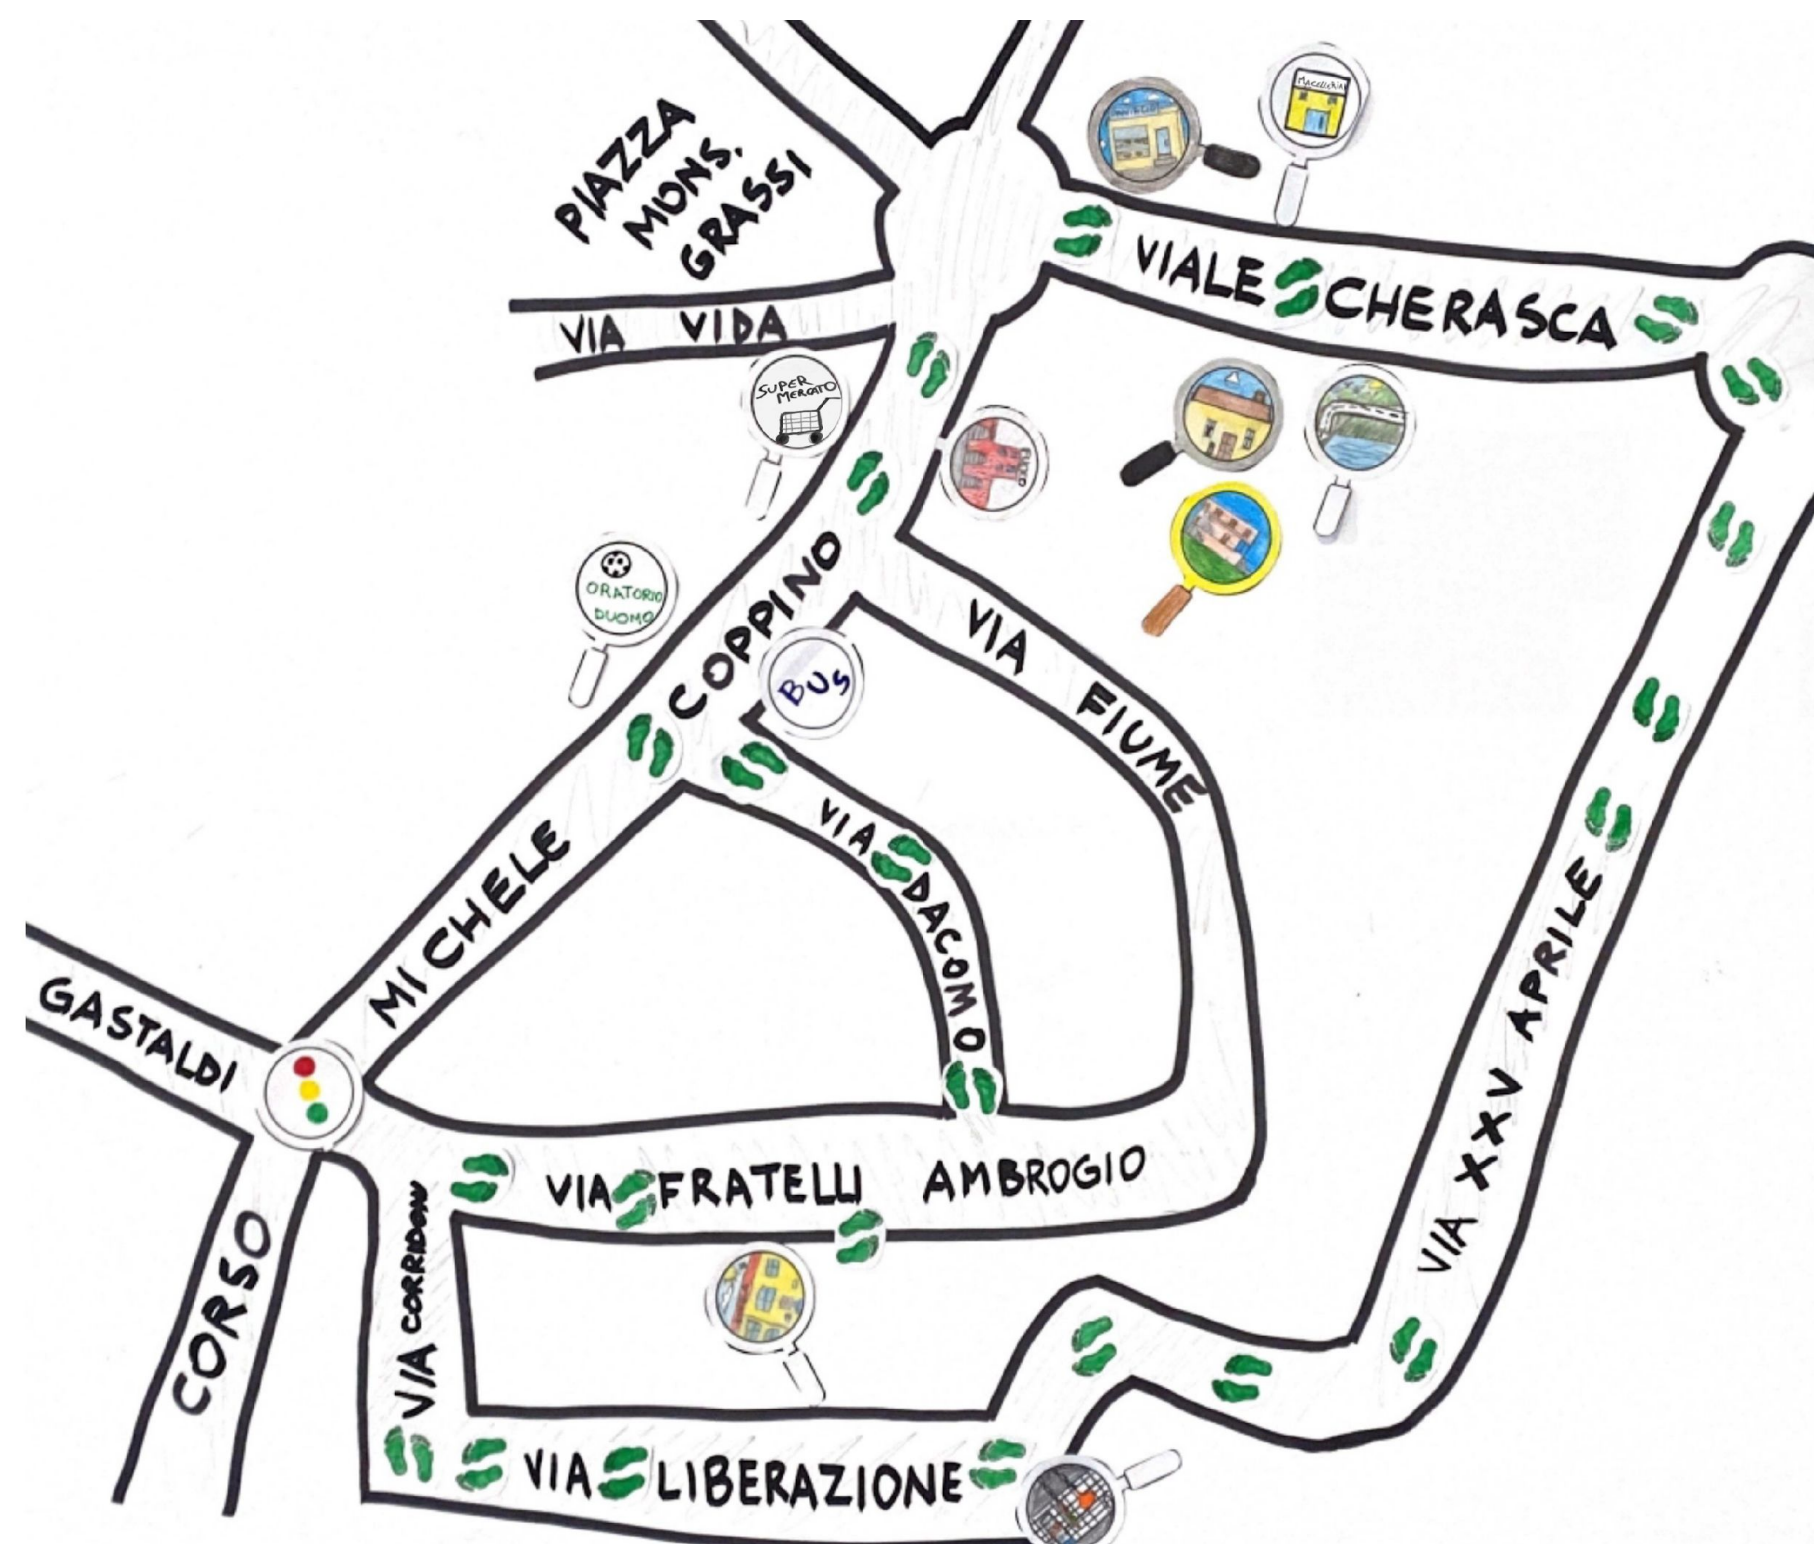 PIAZZA
MONS.
GRASSI
MACELLERIA
VIALE CHERASCA
VIA VIDA
SUPER
MERCATO
ORATORIO
DUOMO
MICHELE COPPINO
BUS
VIA FIUME
VIA DACOMO
CORSO GASTALDI
VIA FRATELLI AMBROGIO
VIA CORRIDONI
VIA LIBERAZIONE
VIA XXV APRILE